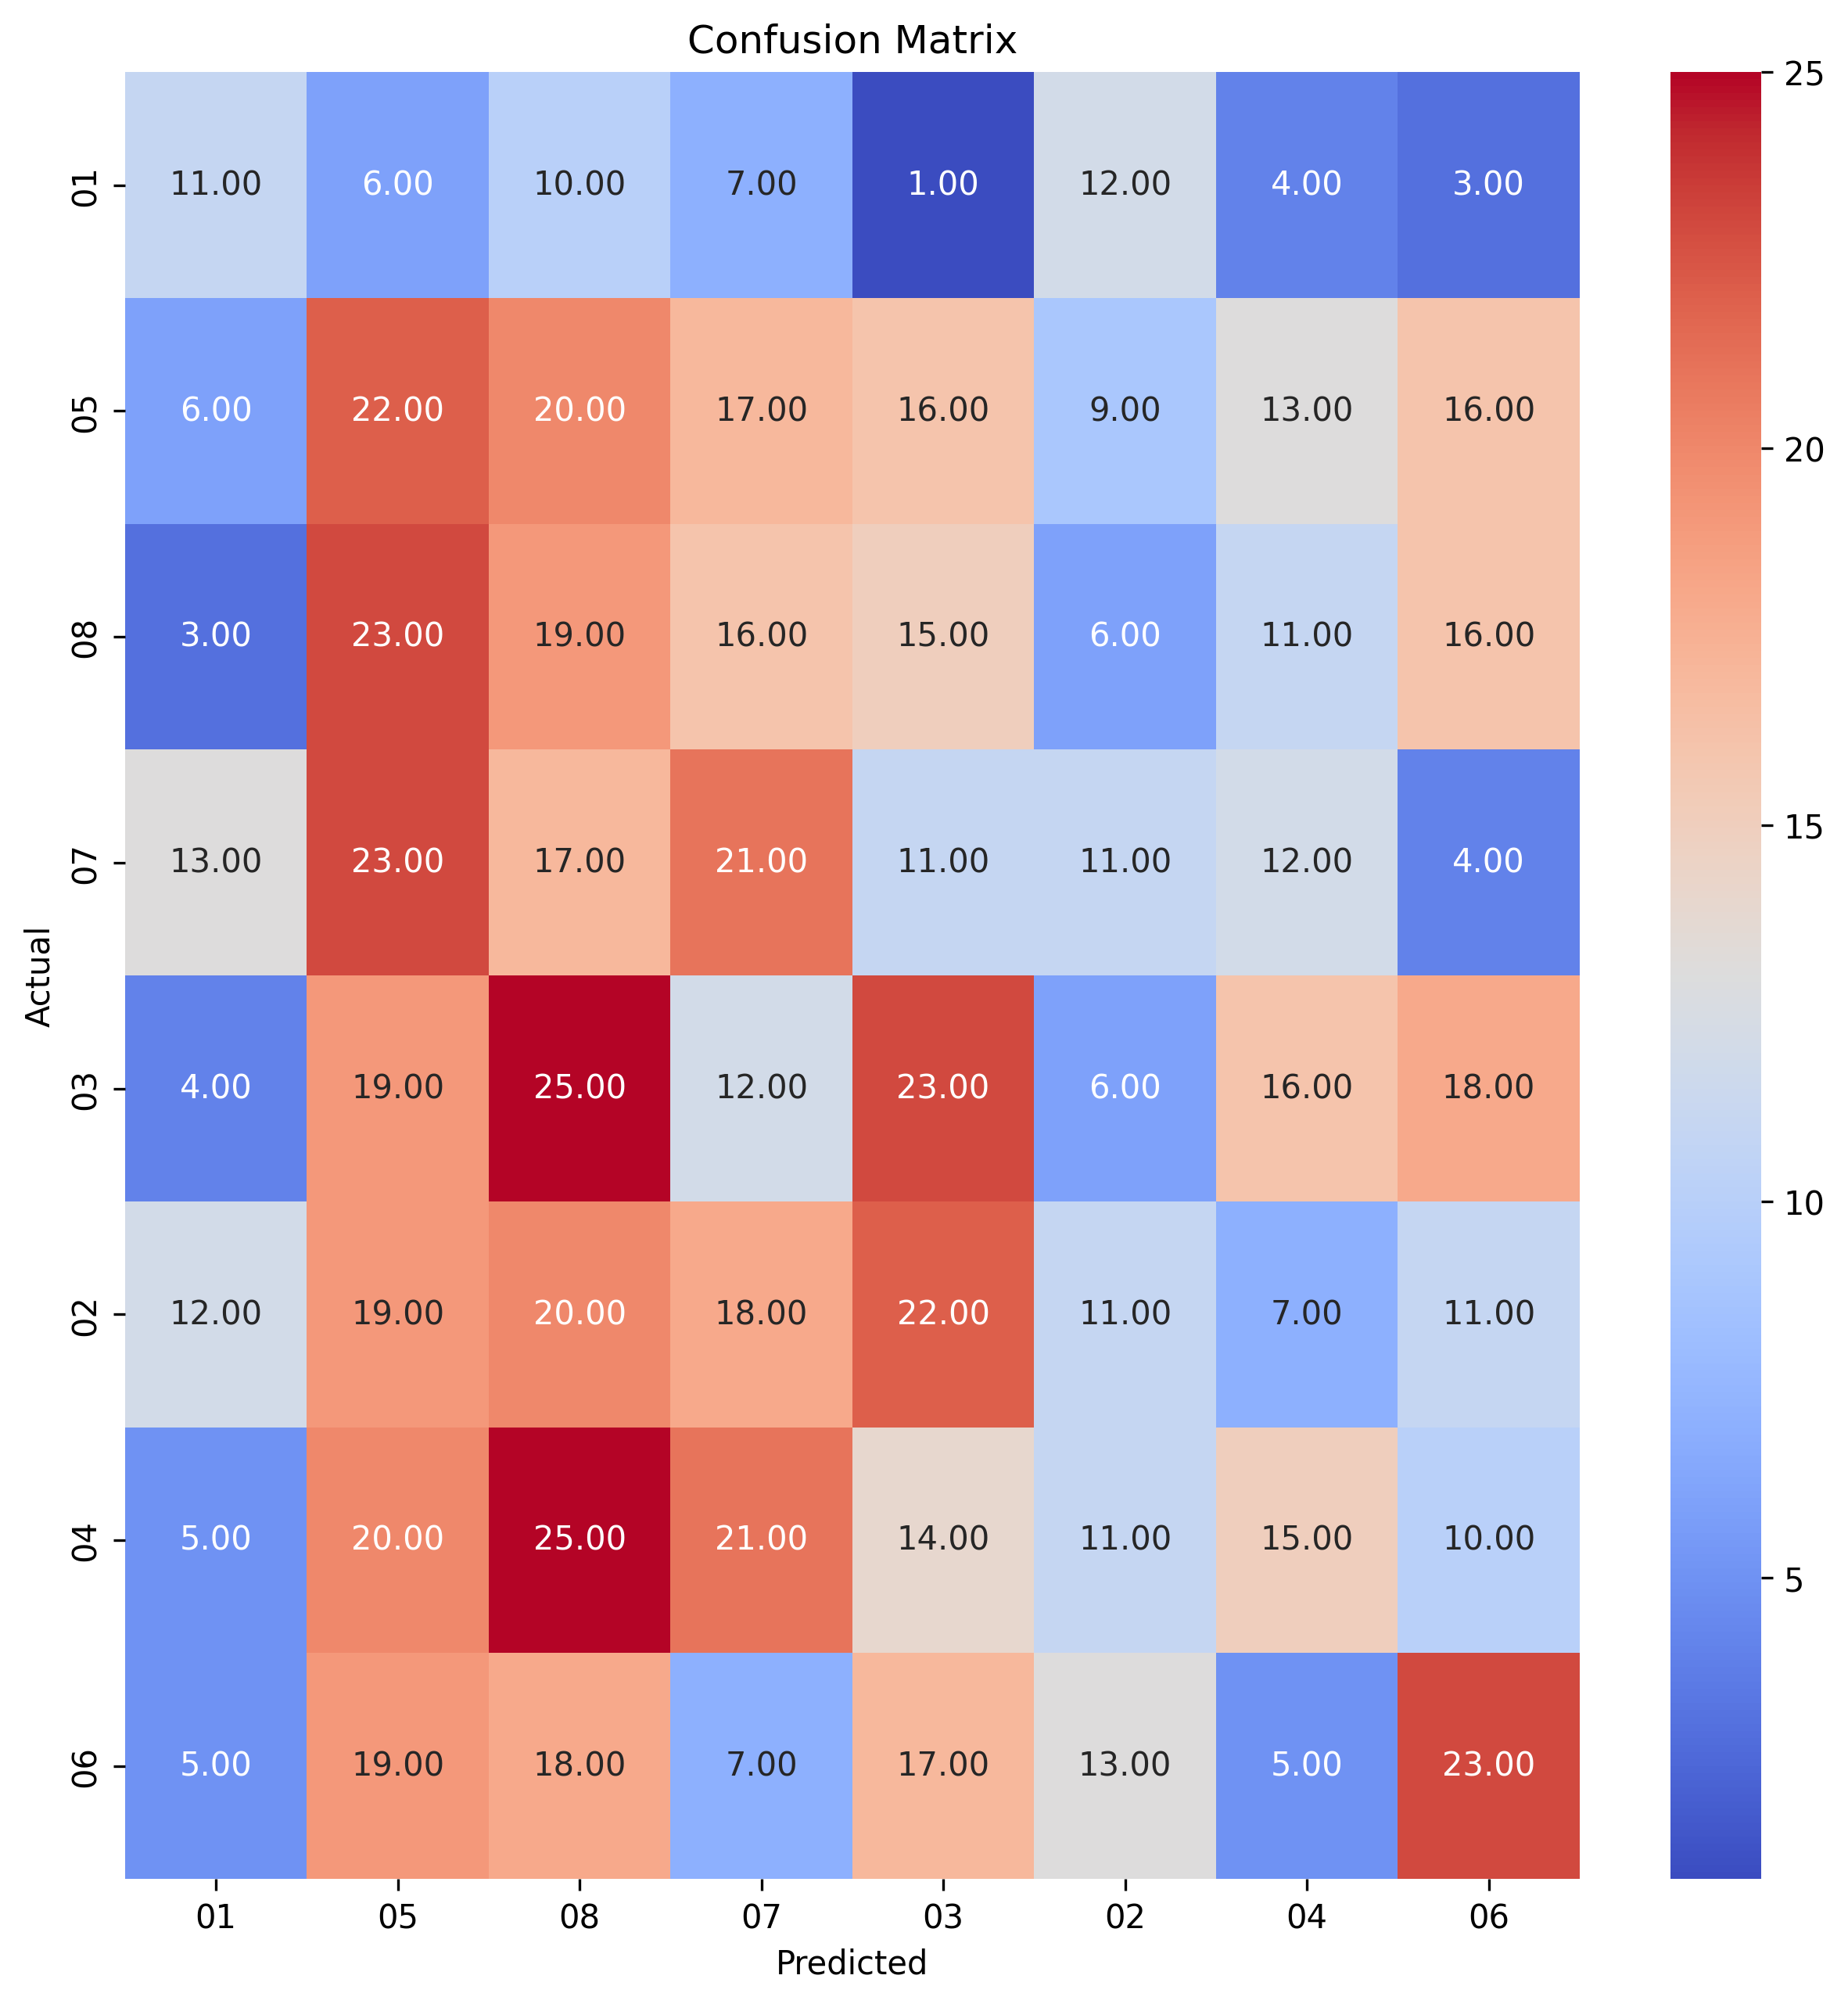 Confusion Matrix
01 11.00 6.00 10.00 7.00 1.00 12.00 4.00 3.00
05 6.00 22.00 20.00 17.00 16.00 9.00 13.00 16.00
08 3.00 23.00 19.00 16.00 15.00 6.00 11.00 16.00
07 13.00 23.00 17.00 21.00 11.00 11.00 12.00 4.00
Actual
03 4.00 19.00 25.00 12.00 23.00 6.00 16.00 18.00
02 12.00 19.00 20.00 18.00 22.00 11.00 7.00 11.00
04 5.00 20.00 25.00 21.00 14.00 11.00 15.00 10.00
06 5.00 19.00 18.00 7.00 17.00 13.00 5.00 23.00
01 05 08 07 03 02 04 06
Predicted
25
20
15
10
5